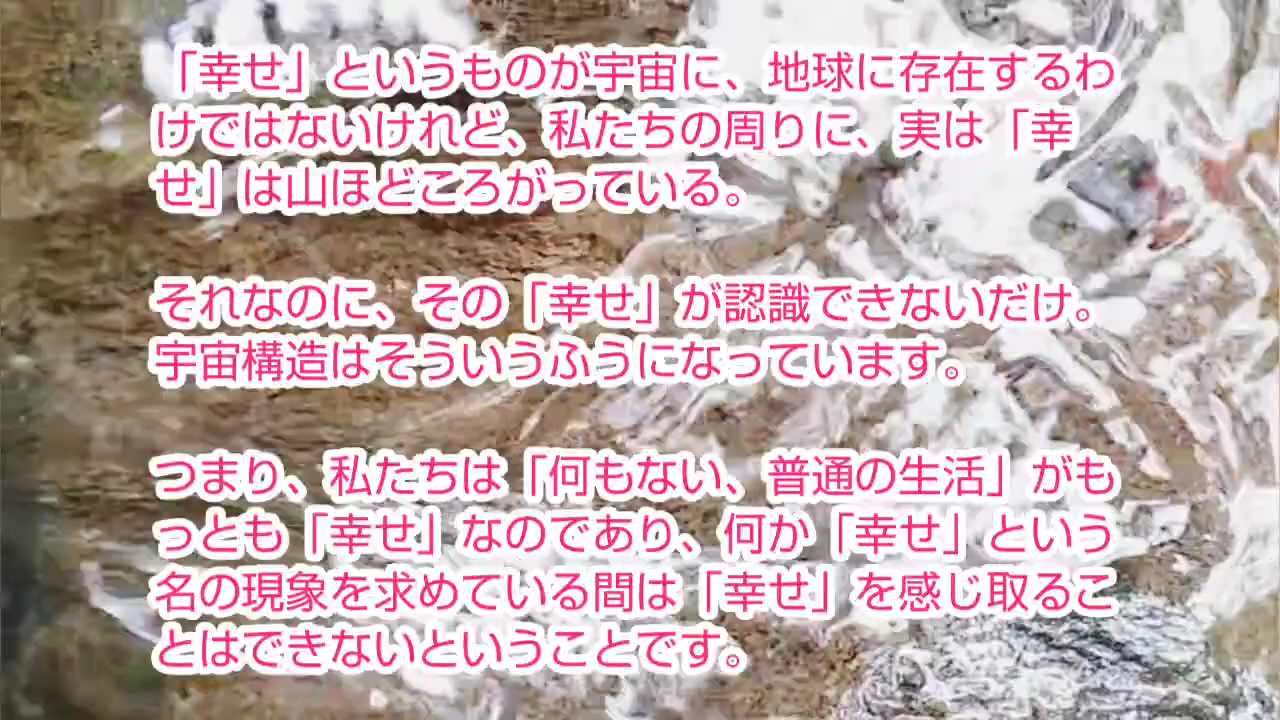 「幸せ」というものが宇宙に、地球に存在するわ
けではないけれど、私たちの周りに、実は「幸
せ」は山ほどころがっている。
それなのに、その「幸せ」が認識できないだけ。
宇宙構造はそういうふうになっています。
つまり、私たちは「何もない、普通の生活」がも
っとも「幸せ」なのであり、何か「幸せ」という
名の現象を求めている間は「幸せ」を感じ取るこ
とはできないということです。